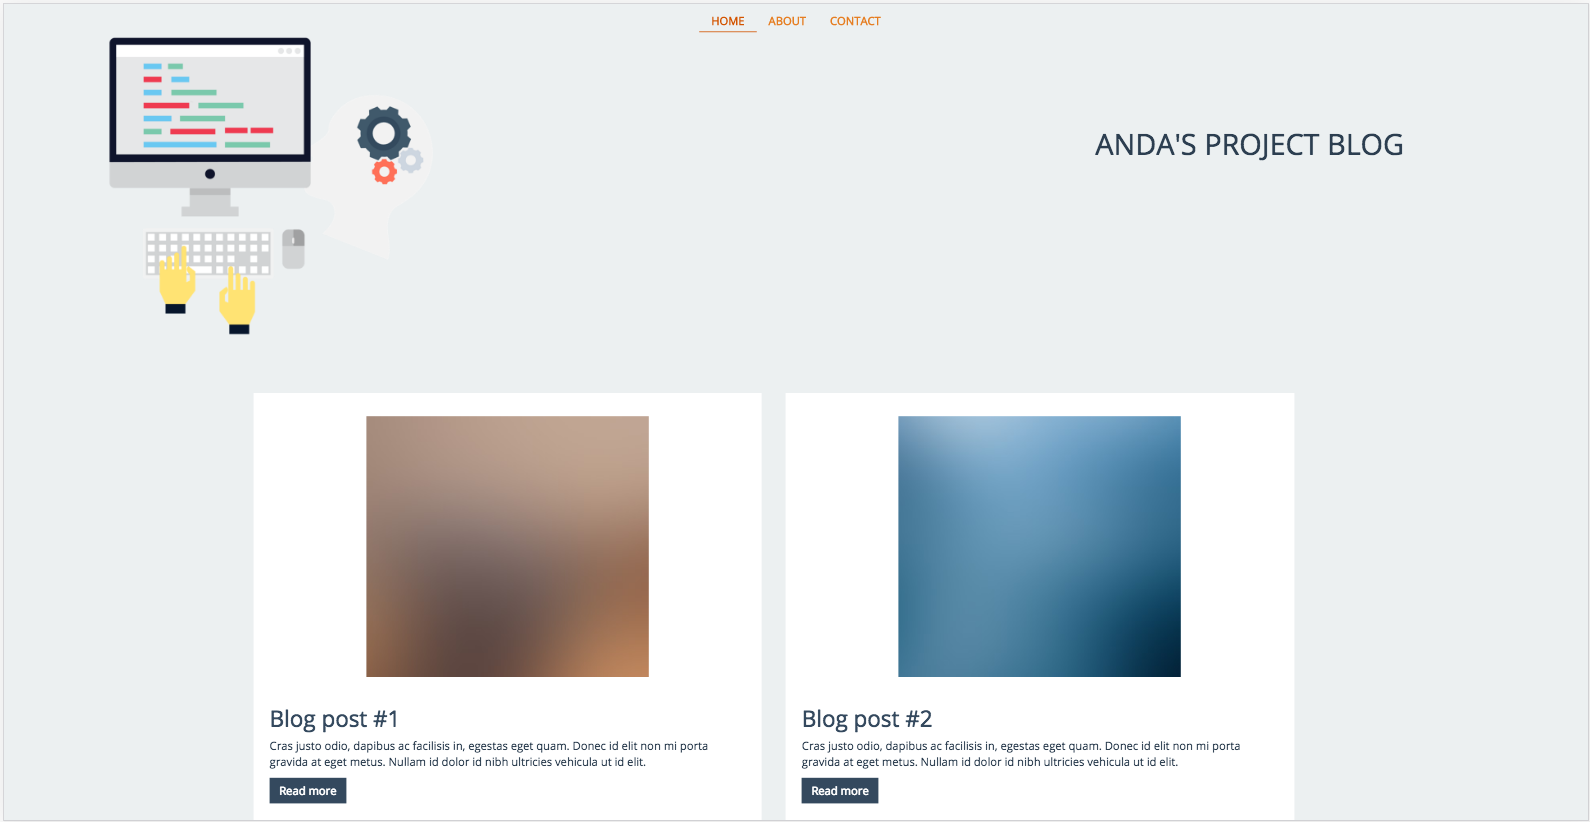 HOME ABOUT CONTACT
ANDA'S PROJECT BLOG
Blog post #1
Cras justo odio, dapibus ac facilisis in, egestas eget quam. Donec id elit non mi porta
gravida at eget metus. Nullam id dolor id nibh ultricies vehicula ut id elit.
Read more
Blog post #2
Cras justo odio, dapibus ac facilisis in, egestas eget quam. Donec id elit non mi porta
gravida at eget metus. Nullam id dolor id nibh ultricies vehicula ut id elit.
Read more